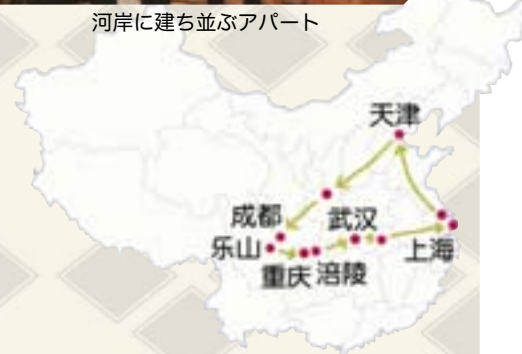 河岸に建ち並ぶアパート
天津
成都
武汉
乐山
上海
重庆
涪陵